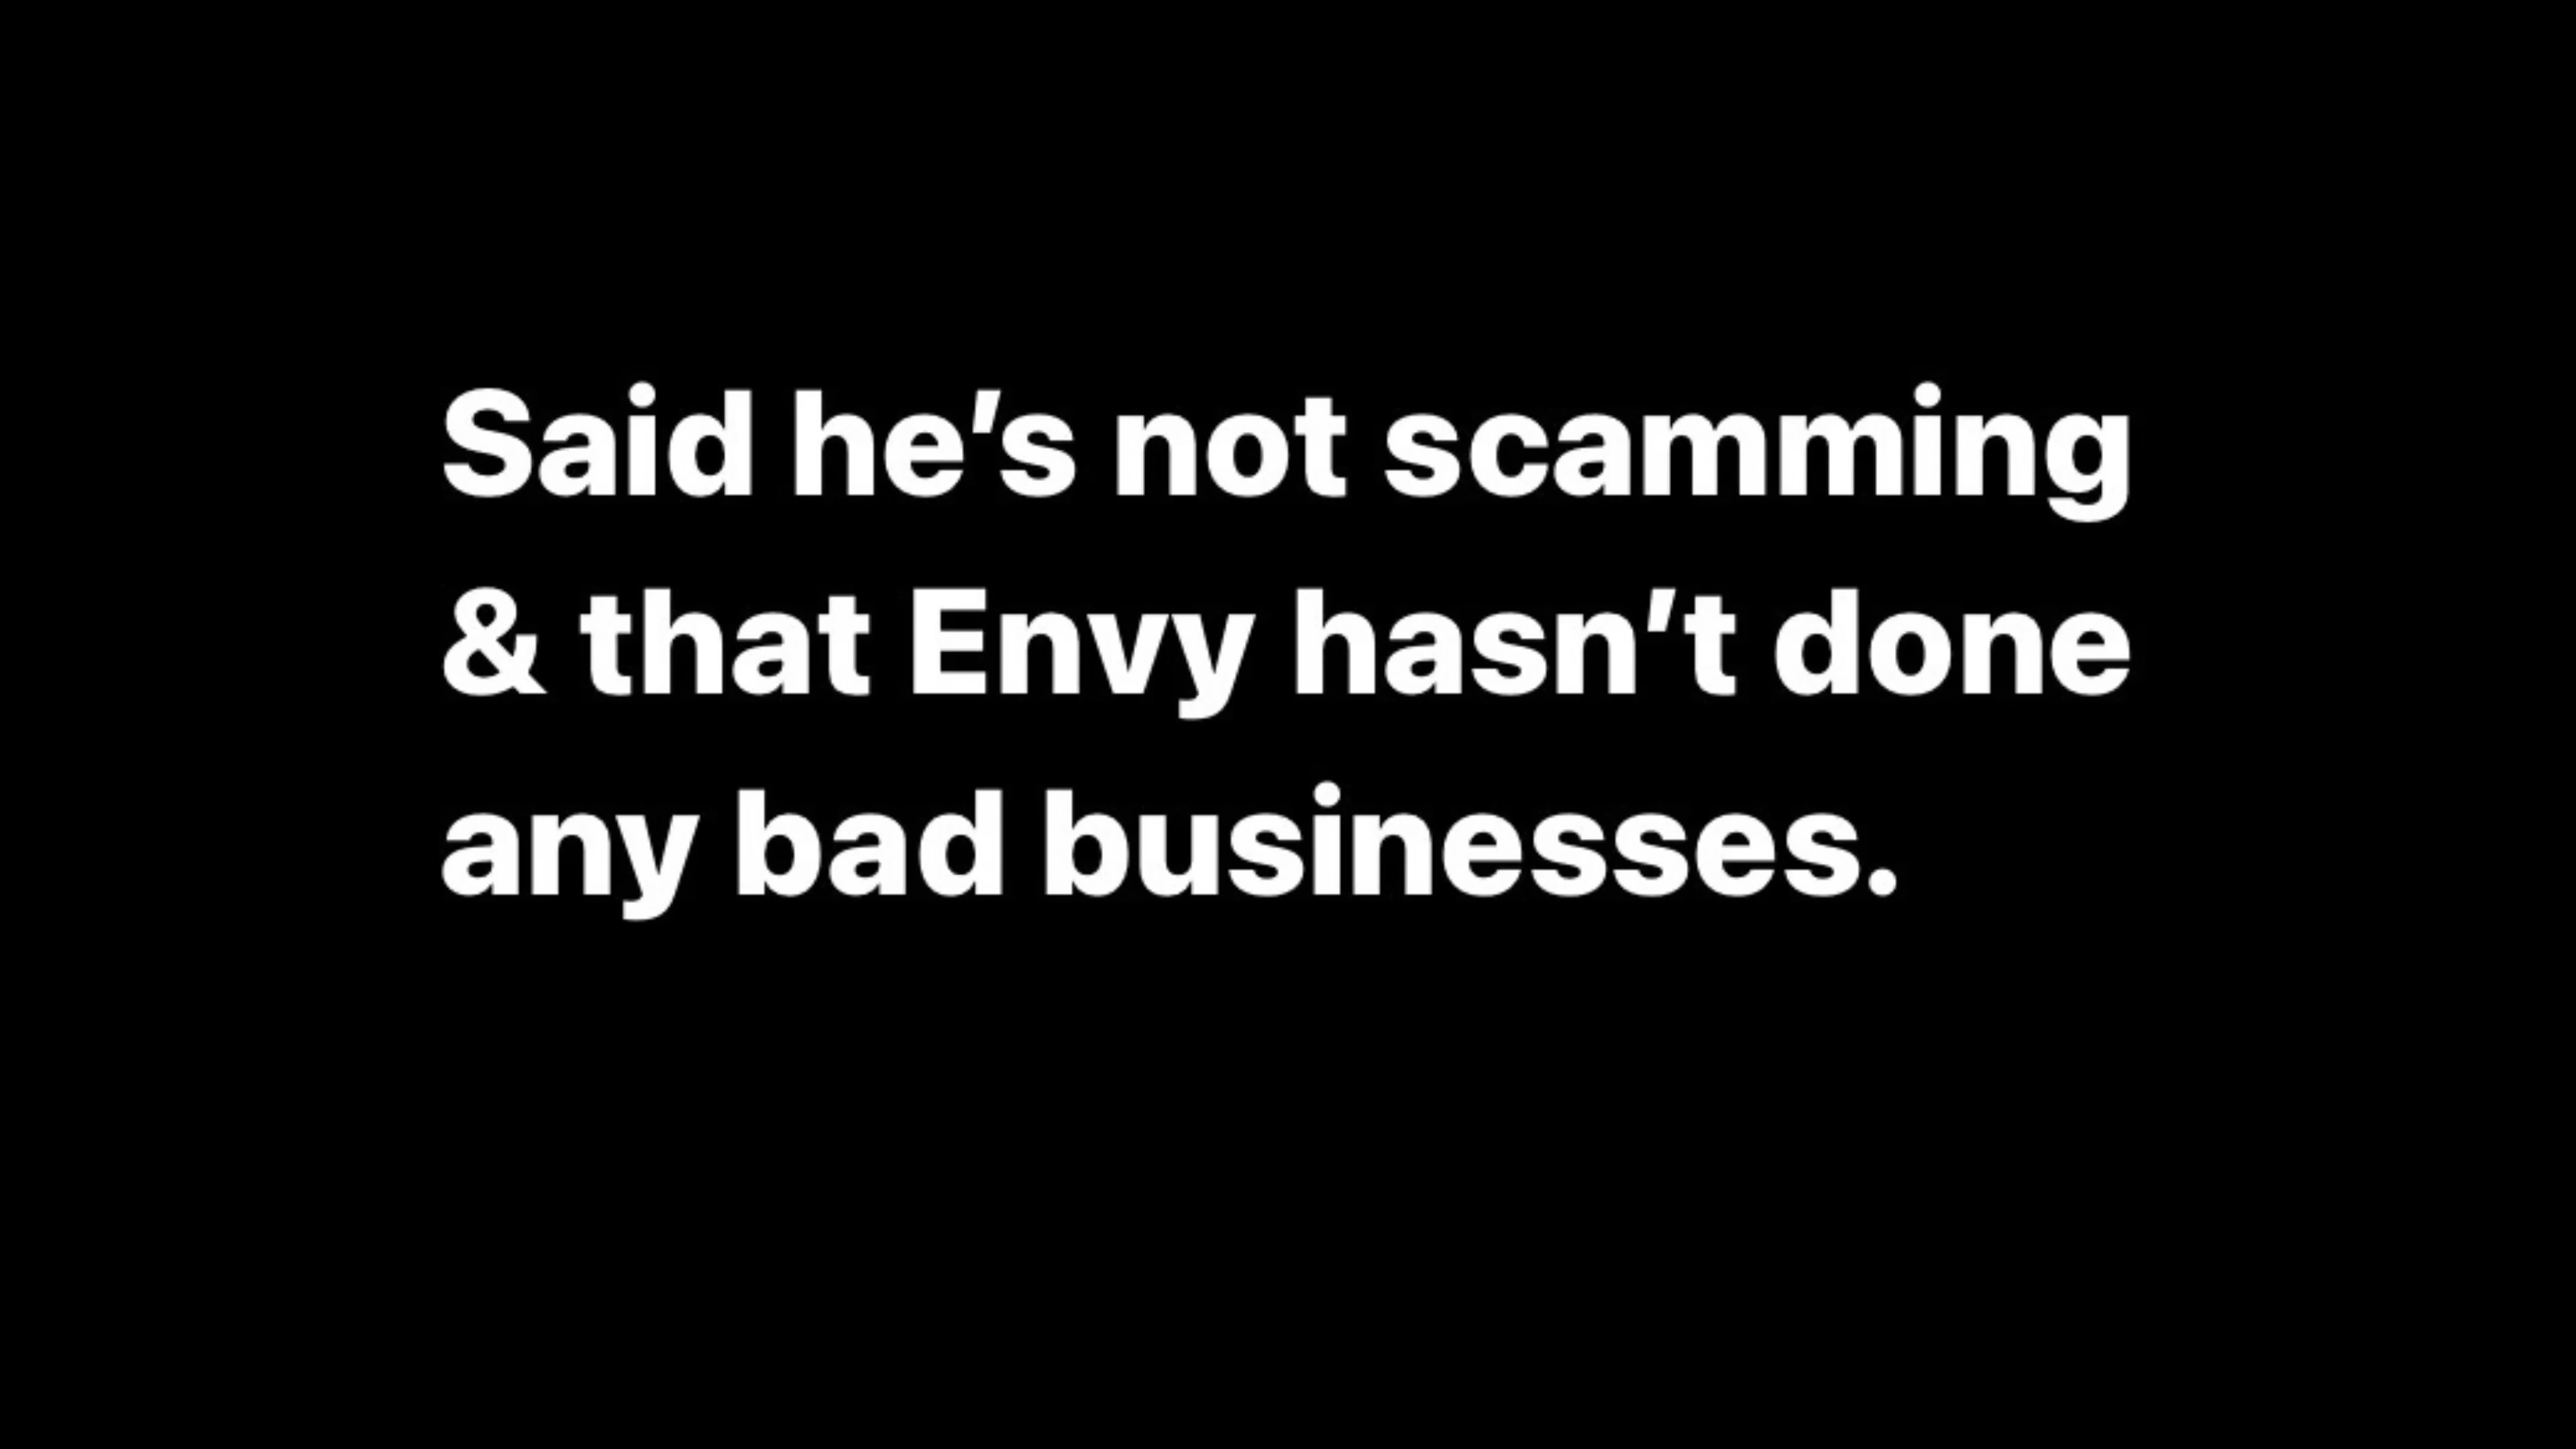 Said he’s not scamming
& that Envy hasn’t done
any bad businesses.